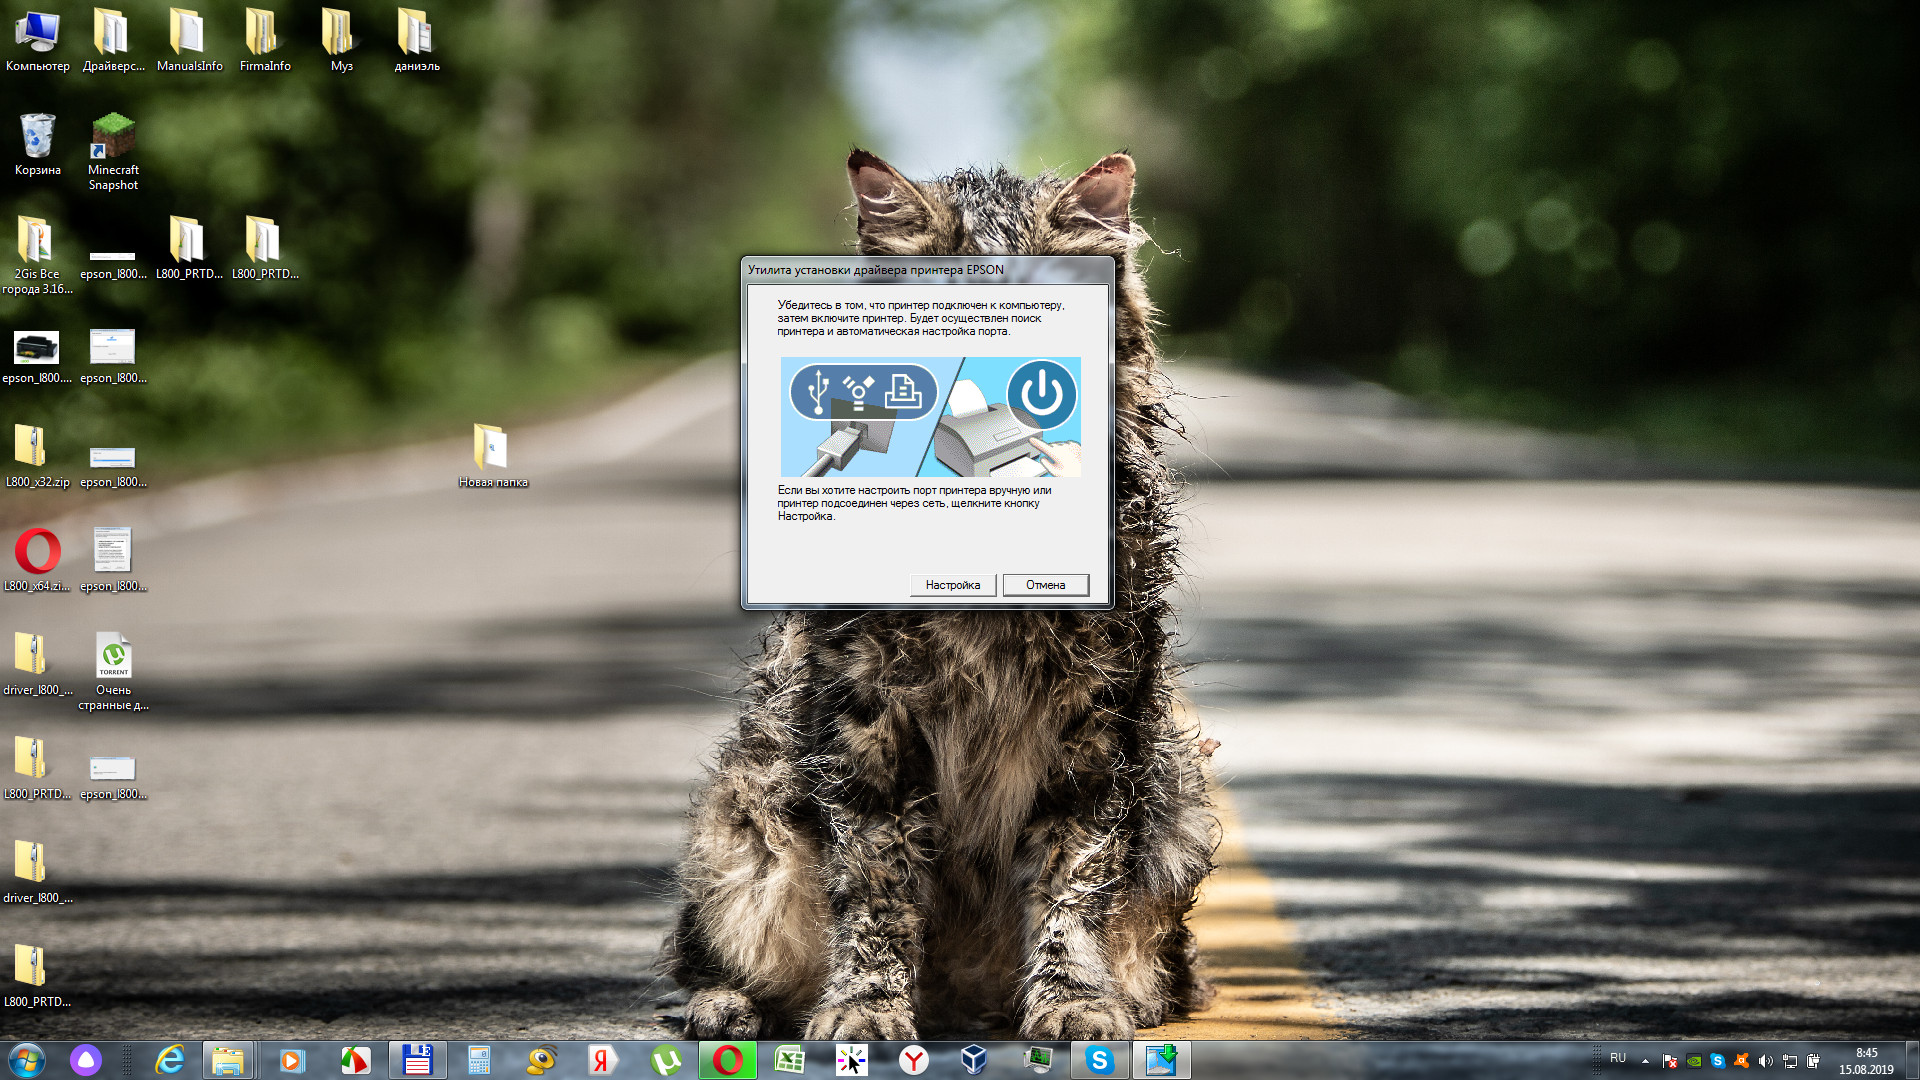 Компьютер
Драйверс...
ManualsInfo
FirmaInfo
Муз
даниэль
Корзина
Minecraft
Snapshot
2Gis Все
города 3.16...
epson_l800...
L800_PRTD...
L800_PRTD...
epson_l800....
epson_l800...
L800_x32.zip
epson_l800...
Новая папка
L800_x64.zi...
epson_l800...
driver_l800_...
TORRENT
Очень
странные д...
L800_PRTD...
epson_l800...
driver_l800_...
L800_PRTD...
Утилита установки драйвера принтера EPSON
Убедитесь в том, что принтер подключен к компьютеру,
затем включите принтер. Будет осуществлен поиск
принтера и автоматическая настройка порта.
Если вы хотите настроить порт принтера вручную или
принтер подсоединен через сеть, щелкните кнопку
Настройка.
Настройка
Отмена
RU
8:45
15.08.2019